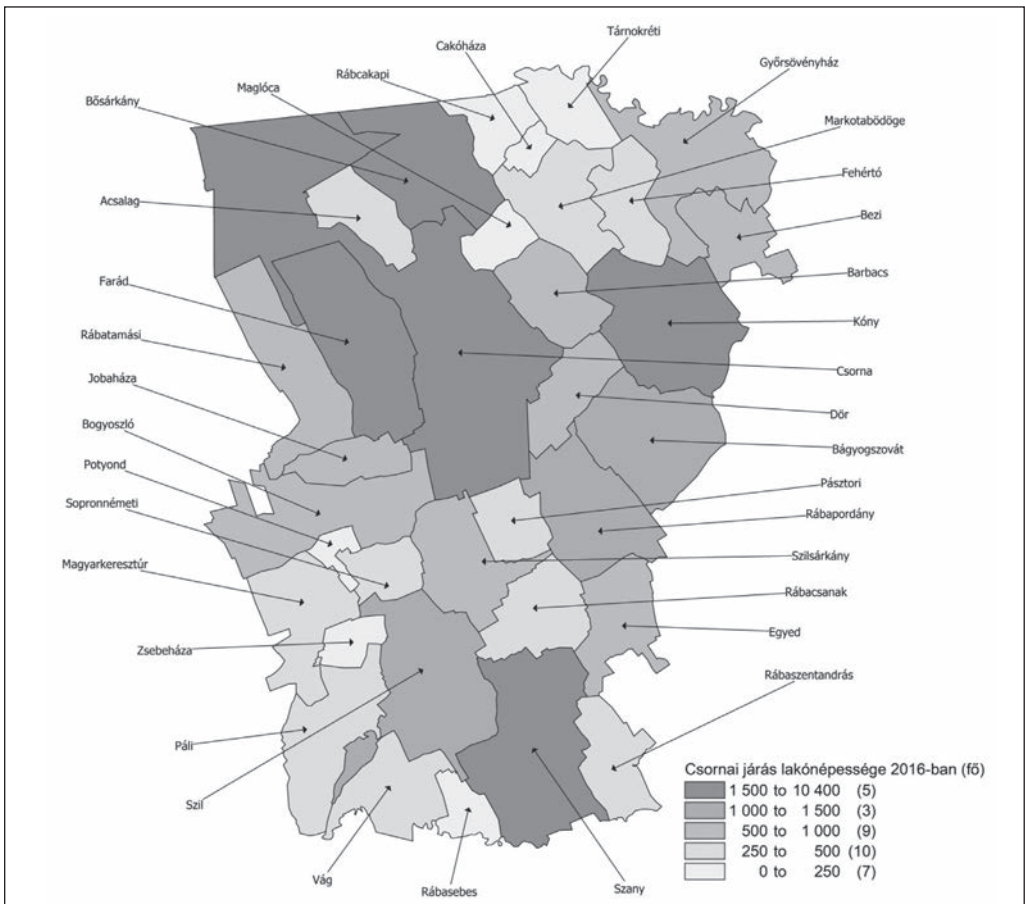 Tárnokréti
Cakóháza
Győrsövényház
Rábcakapi
Maglóca
Bősárkány
Markotabödöge
Fehértó
Acsalag
Bezi
Barbacs
Farád
Kóny
Rábatamási
Csorna
Jobaháza
Dör
Bogyoszló
Bágyogszovát
Potyond
Pásztori
Sopronnémeti
Rábapordány
Szilsárkány
Magyarkeresztúr
Rábacsanak
Egyed
Zsebeháza
Rábaszentandrás
Páli
Szil
Vág
Rábasebes
Szany
Csornai járás lakónépessége 2016-ban (fő)
1 500 to 10 400 (5)
1 000 to 1 500 (3)
500 to 1 000 (9)
250 to 500 (10)
0 to 250 (7)